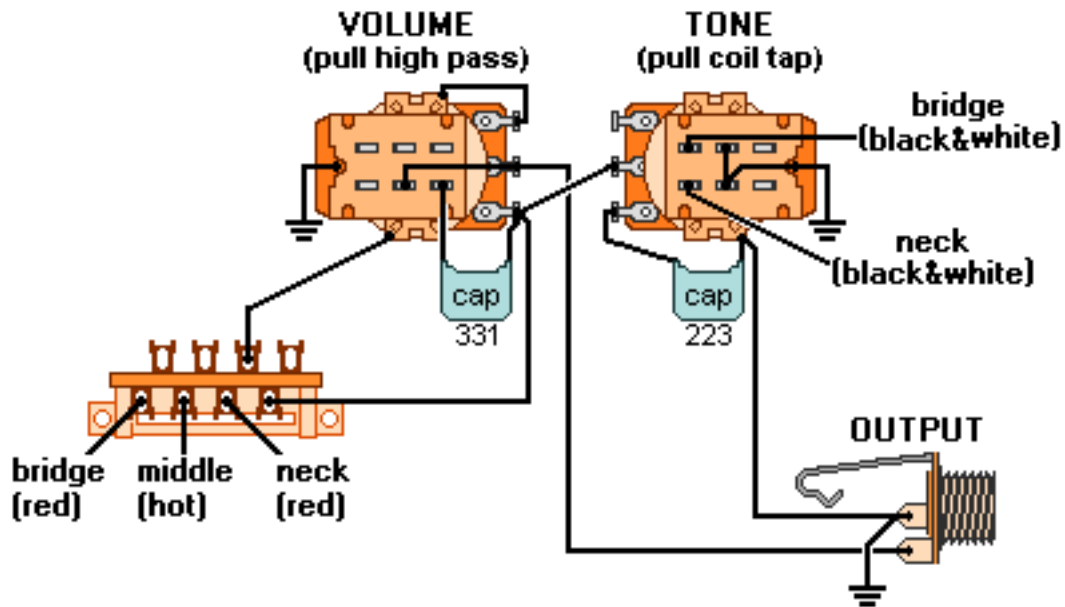 VOLUME
(pull high pass)
TONE
(pull coil tap)
bridge
(black&white)
neck
(black&white)
cap
331
cap
223
bridge
(red)
middle
(hot)
neck
(red)
OUTPUT